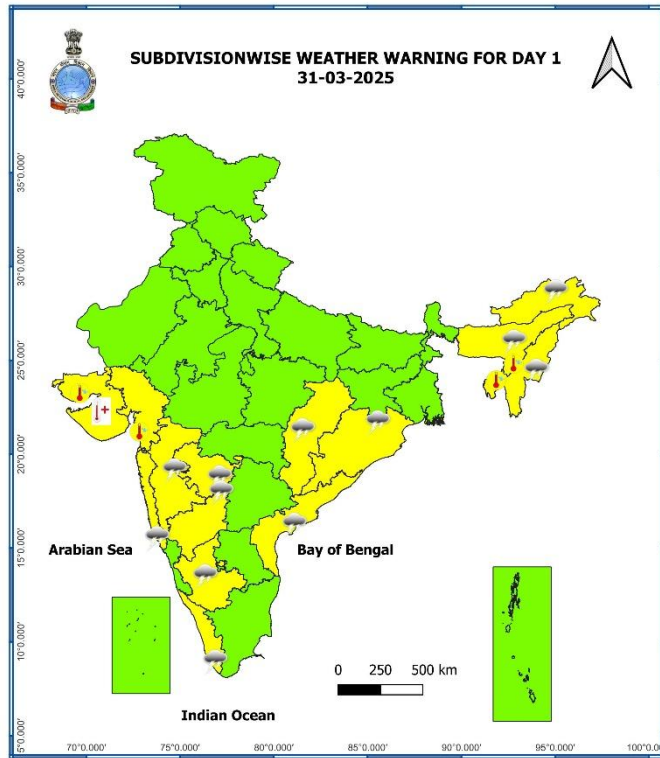 SUBDIVISIONWISE WEATHER WARNING FOR DAY 1
31-03-2025
40°0.000'
35°0.000'
30°0.000'
25°0.000'
20°0.000'
15°0.000'
10°0.000'
5°0.000'
Arabian Sea
Bay of Bengal
0 250 500 km
Indian Ocean
70°0.000' 75°0.000' 80°0.000' 85°0.000' 90°0.000' 95°0.000' 100°0.000'